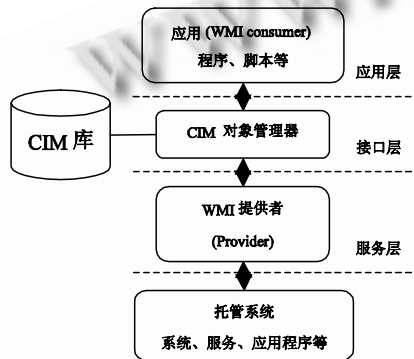 应用 (WMI consumer)
程序、脚本等
应用层
CIM 库
CIM 对象管理器
接口层
WMI 提供者
(Provider)
服务层
托管系统
系统、服务、应用程序等